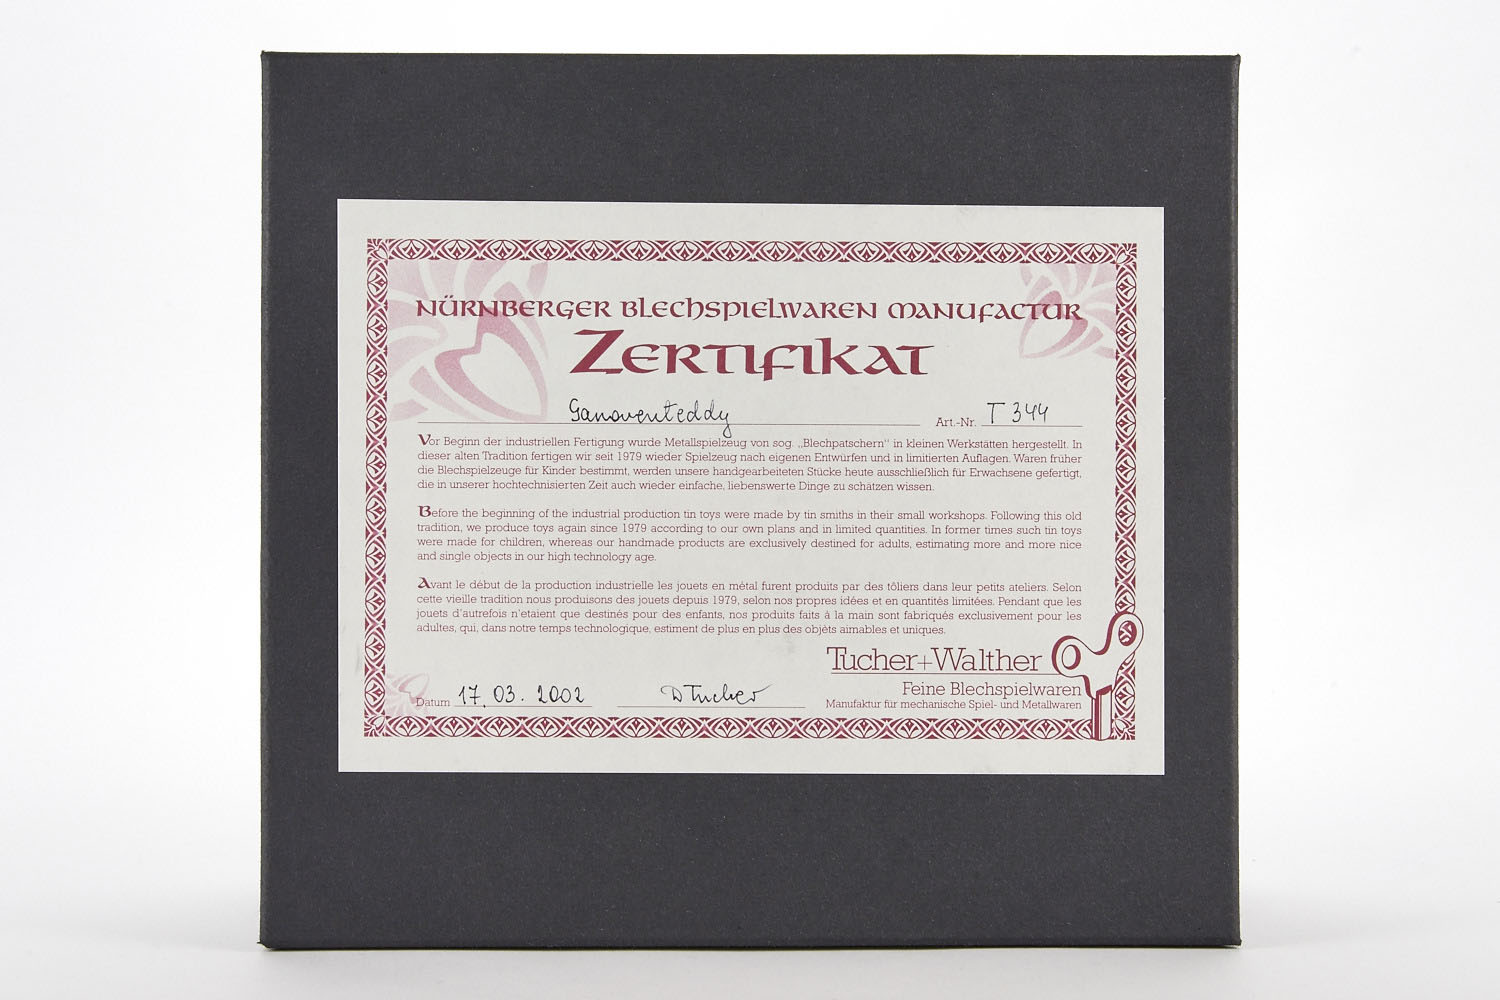 NÜRNBERGER BLECHSPIELWAREN MANUFACTUR
ZERTIFIKAT
Ganoventeddy Art.-Nr. T 344
Vor Beginn der industriellen Fertigung wurde Metallspielzeug von sog. „Blechpatschern" in kleinen Werkstätten hergestellt. In
dieser alten Tradition fertigen wir seit 1979 wieder Spielzeug nach eigenen Entwürfen und in limitierten Auflagen. Waren früher
die Blechspielzeuge für Kinder bestimmt, werden unsere handgearbeiteten Stücke heute ausschließlich für Erwachsene gefertigt,
die in unserer hochtechnisierten Zeit auch wieder einfache, liebenswerte Dinge zu schätzen wissen.
Before the beginning of the industrial production tin toys were made by tin smiths in their small workshops. Following this old
tradition, we produce toys again since 1979 according to our own plans and in limited quantities. In former times such tin toys
were made for children, whereas our handmade products are exclusively destined for adults, estimating more and more nice
and single objects in our high technology age.
Avant le début de la production industrielle les jouets en métal furent produits par des tôliers dans leur petits ateliers. Selon
cette vieille tradition nous produisons des jouets depuis 1979, selon nos propres idées et en quantités limitées. Pendant que les
jouets d'autrefois n'etaient que destinés pour des enfants, nos produits faits à la main sont fabriqués exclusivement pour les
adultes, qui, dans notre temps technologique, estiment de plus en plus des objèts aimables et uniques.
Tucher+Walther
Feine Blechspielwaren
Datum 17.03.2002 D Tucher Manufaktur für mechanische Spiel- und Metallwaren